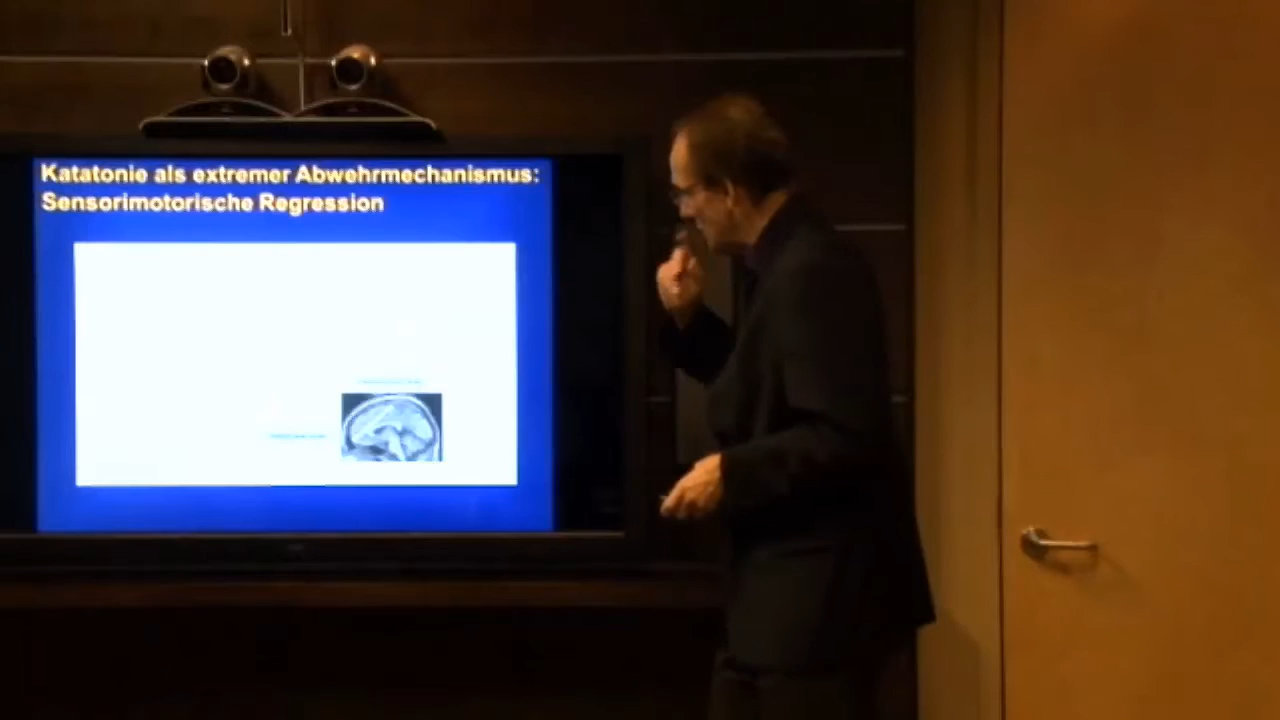 Katatonie als extremer Abwehrmechanismus:
Sensorimotorische Regression